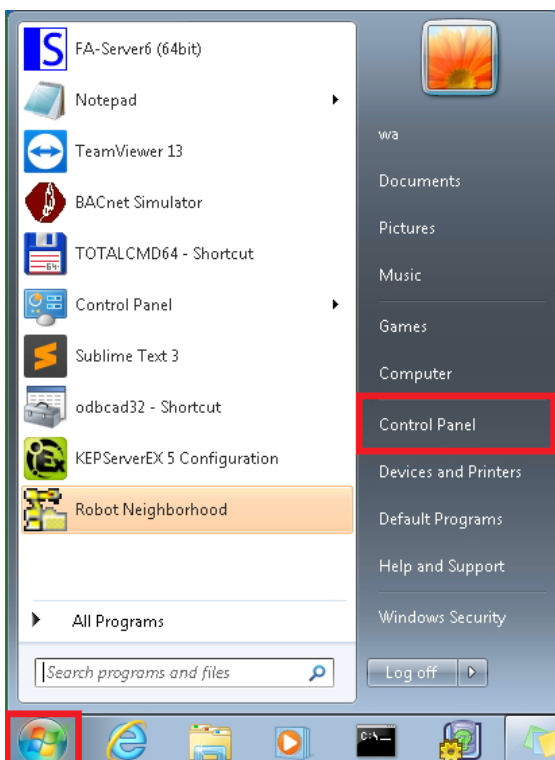 FA-Server6 (64bit)
Notepad
TeamViewer 13
BACnet Simulator
TOTALCMD64 - Shortcut
Control Panel
Sublime Text 3
odbcad32 - Shortcut
KEPServerEX 5 Configuration
Robot Neighborhood
All Programs
Search programs and files
wa
Documents
Pictures
Music
Games
Computer
Control Panel
Devices and Printers
Default Programs
Help and Support
Windows Security
Log off